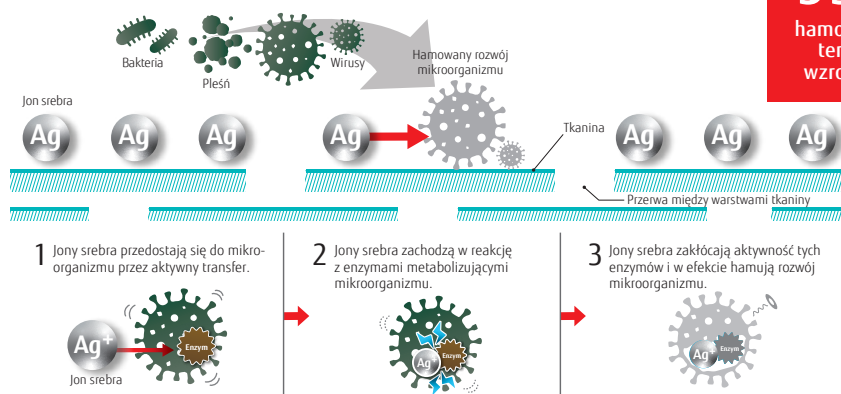 Bakteria
Pleśń
Wirusy
Hamowany rozwój
mikroorganizmu
Jon srebra
Ag
Ag
Ag
Ag
Ag
Ag
Ag
Tkanina
Przerwa między warstwami tkaniny
1 Jony srebra przedostają się do mikro-
organizmu przez aktywny transfer.
Ag+
Enzym
Jon srebra
2 Jony srebra zachodzą w reakcję
z enzymami metabolizującymi
mikroorganizmu.
Ag+
Enzym
3 Jony srebra zakłócają aktywność tych
enzymów i w efekcie hamują rozwój
mikroorganizmu.
Ag+
Enzym